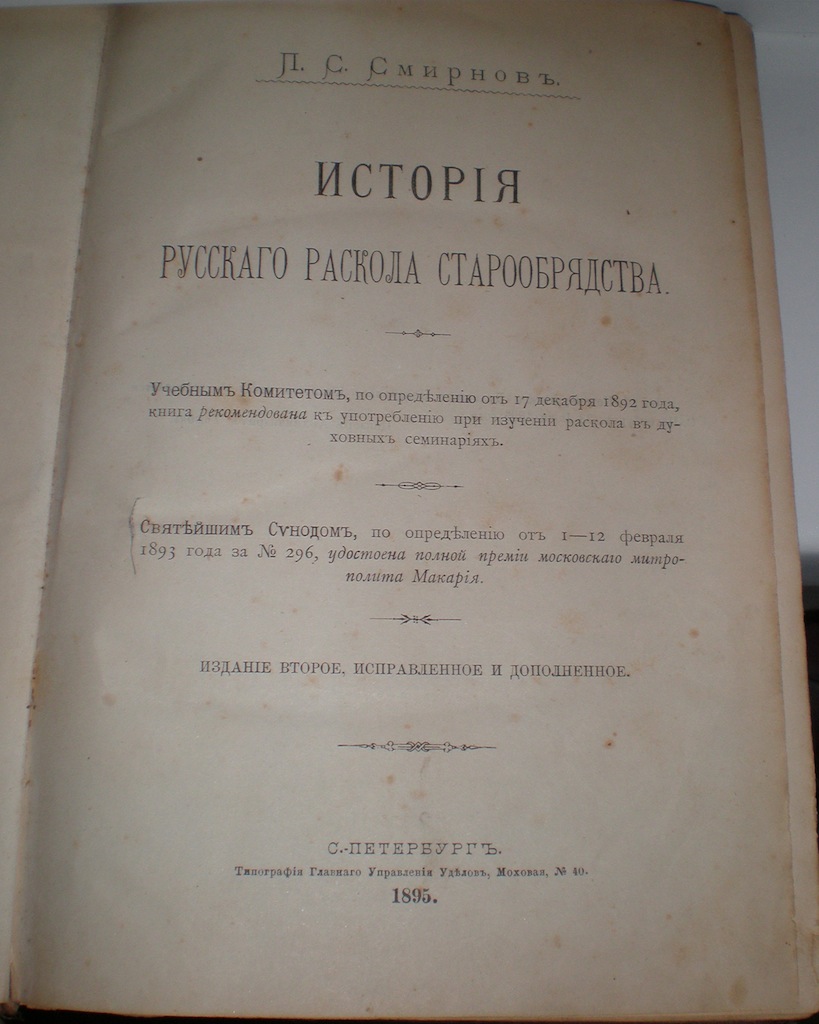 П. С. Смирновъ.
ИСТОРІЯ
РУССКАГО РАСКОЛА СТАРООБРЯДСТВА.
Учебнымъ Комитетомъ, по опредѣленію отъ 17 декабря 1892 года,
книга рекомендована къ употребленію при изученіи раскола въ ду-
ховныхъ семинаріяхъ.
Святѣйшимъ Сѵнодомъ, по опредѣленію отъ 1—12 февраля
1893 года за № 296, удостоена полной преміи московскаго митро-
полита Макарія.
ИЗДАНІЕ ВТОРОЕ, ИСПРАВЛЕННОЕ И ДОПОЛНЕННОЕ.
С.-ПЕТЕРБУРГЪ.
Типографія Главнаго Управленія Удѣловъ, Моховая, № 40.
1895.